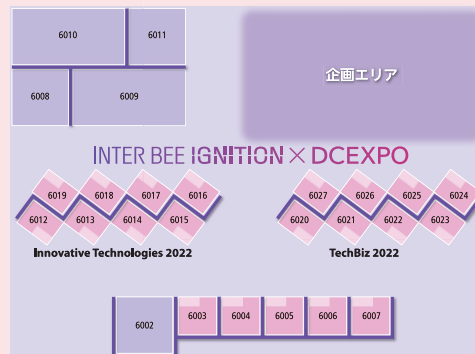 6010 6011
企画エリア
6008 6009
INTER BEE IGNITION × DCEXPO
6019 6018 6017 6016
6027 6026 6025 6024
6012 6013 6014 6015
6020 6021 6022 6023
Innovative Technologies 2022
TechBiz 2022
6002 6003 6004 6005 6006 6007